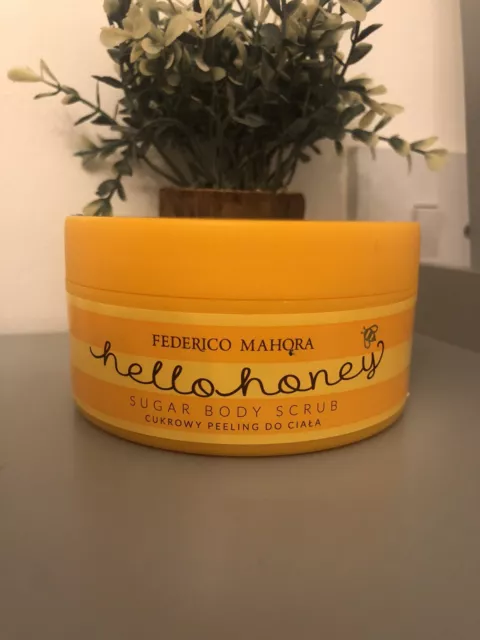 FEDERICO MAHORA
hello honey
SUGAR BODY SCRUB
CUKROWY PEELING DO CIAŁA